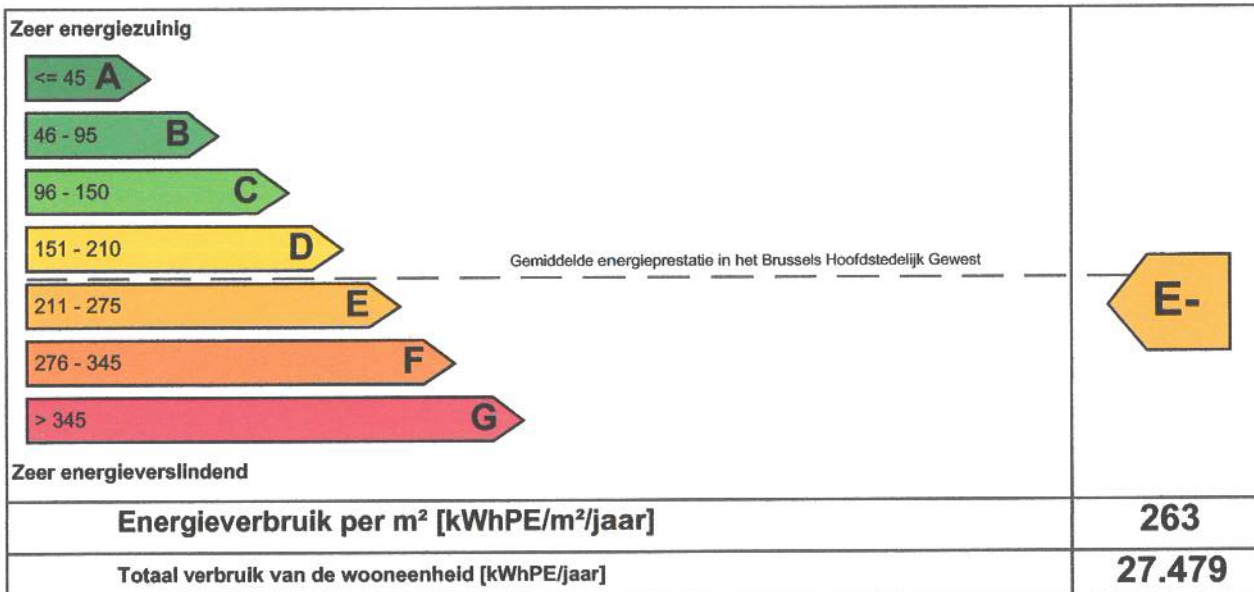 Zeer energiezuinig
<= 45 A
46 - 95 B
96 - 150 C
151 - 210 D
Gemiddelde energieprestatie in het Brussels Hoofdstedelijk Gewest
211 - 275 E
E-
276 - 345 F
> 345 G
Zeer energieverslindend
Energieverbruik per m² [kWhPE/m²/jaar] 263
Totaal verbruik van de wooneenheid [kWhPE/jaar] 27.479